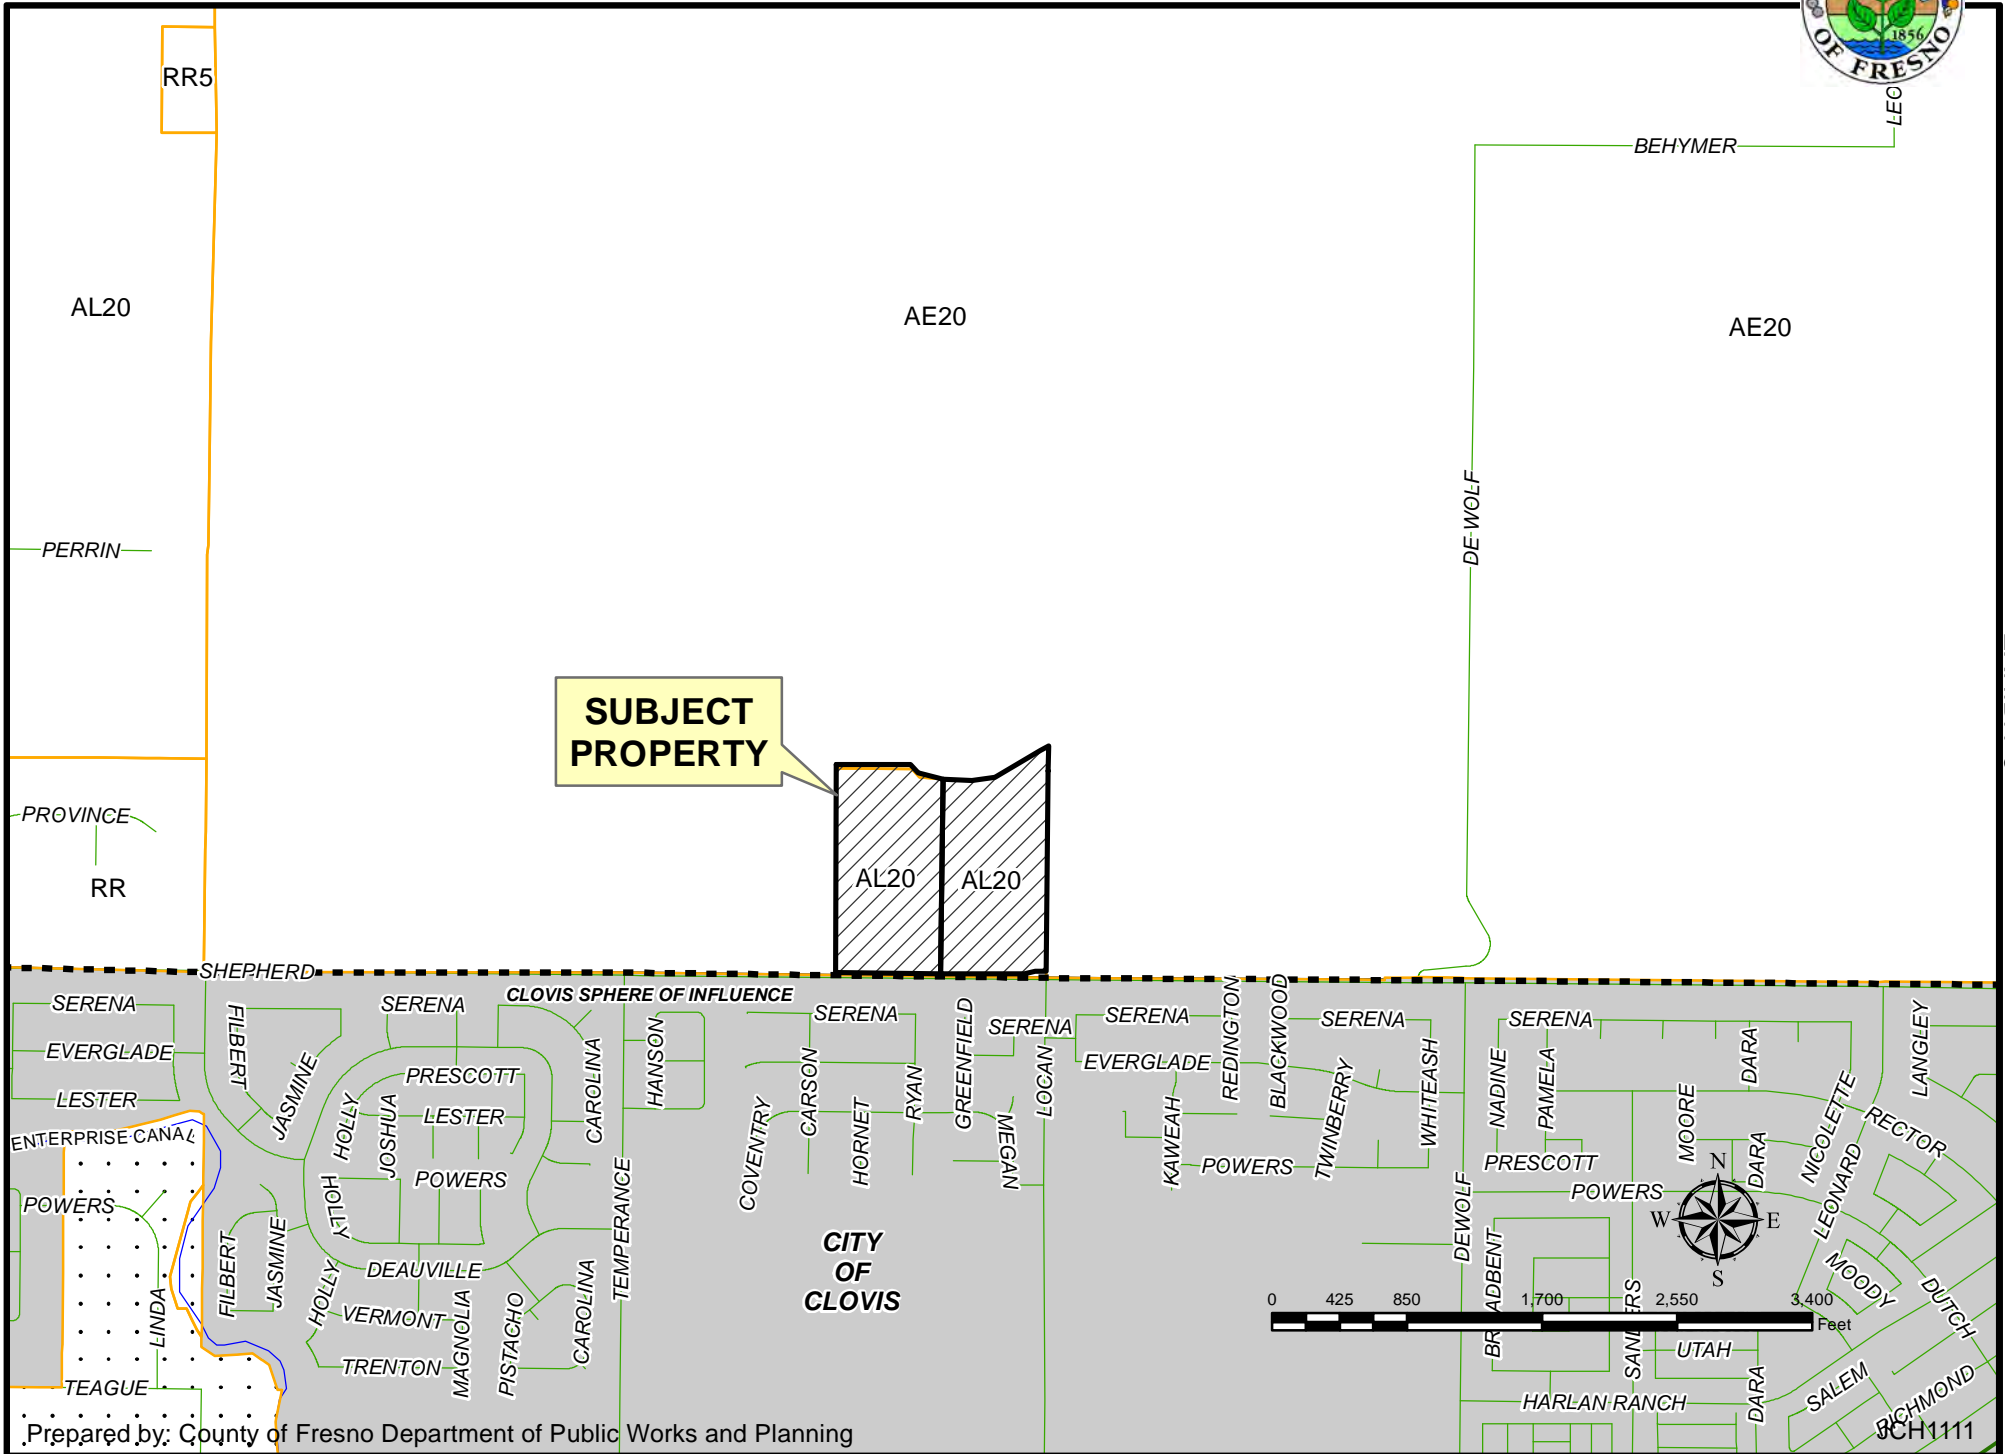 1856
OF FRESNO
RR5
LEO
BEHYMER
AL20
AE20
AE20
DE WOLF
PERRIN
SUBJECT
PROPERTY
PROVINCE
AL20
AL20
RR
SHEPHERD
CLOVIS SPHERE OF INFLUENCE
SERENA
FILBERT
SERENA
HANSON
SERENA
GREENFIELD
SERENA
SERENA
REDINGTON
BLACKWOOD
SERENA
SERENA
DARA
LANGLEY
EVERGLADE
JASMINE
PRESCOTT
CAROLINA
CARSON
RYAN
LOCAN
EVERGLADE
TWINBERRY
WHITEASH
NADINE
PAMELA
MOORE
NICOLETTE
LESTER
HOLLY
JOSHUA
LESTER
COVENTRY
HORNET
MEGAN
KAWEAH
RECTOR
ENTERPRISE CANAL
POWERS
POWERS
PRESCOTT
DARA
LEONARD
POWERS
HOLLY
TEMPERANCE
DEWOLF
POWERS
N
W
E
S
FILBERT
JASMINE
DEAUVILLE
CITY
OF
CLOVIS
MOODY
DUTCH
LINDA
HOLLY
VERMONT
MAGNOLIA
PISTACHO
CAROLINA
0 425 850 1,700 2,550 3,400
Feet
TRENTON
UTAH
TEAGUE
HARLAN RANCH
DARA
SALEM
RICHMOND
Prepared by: County of Fresno Department of Public Works and Planning
JCH1111